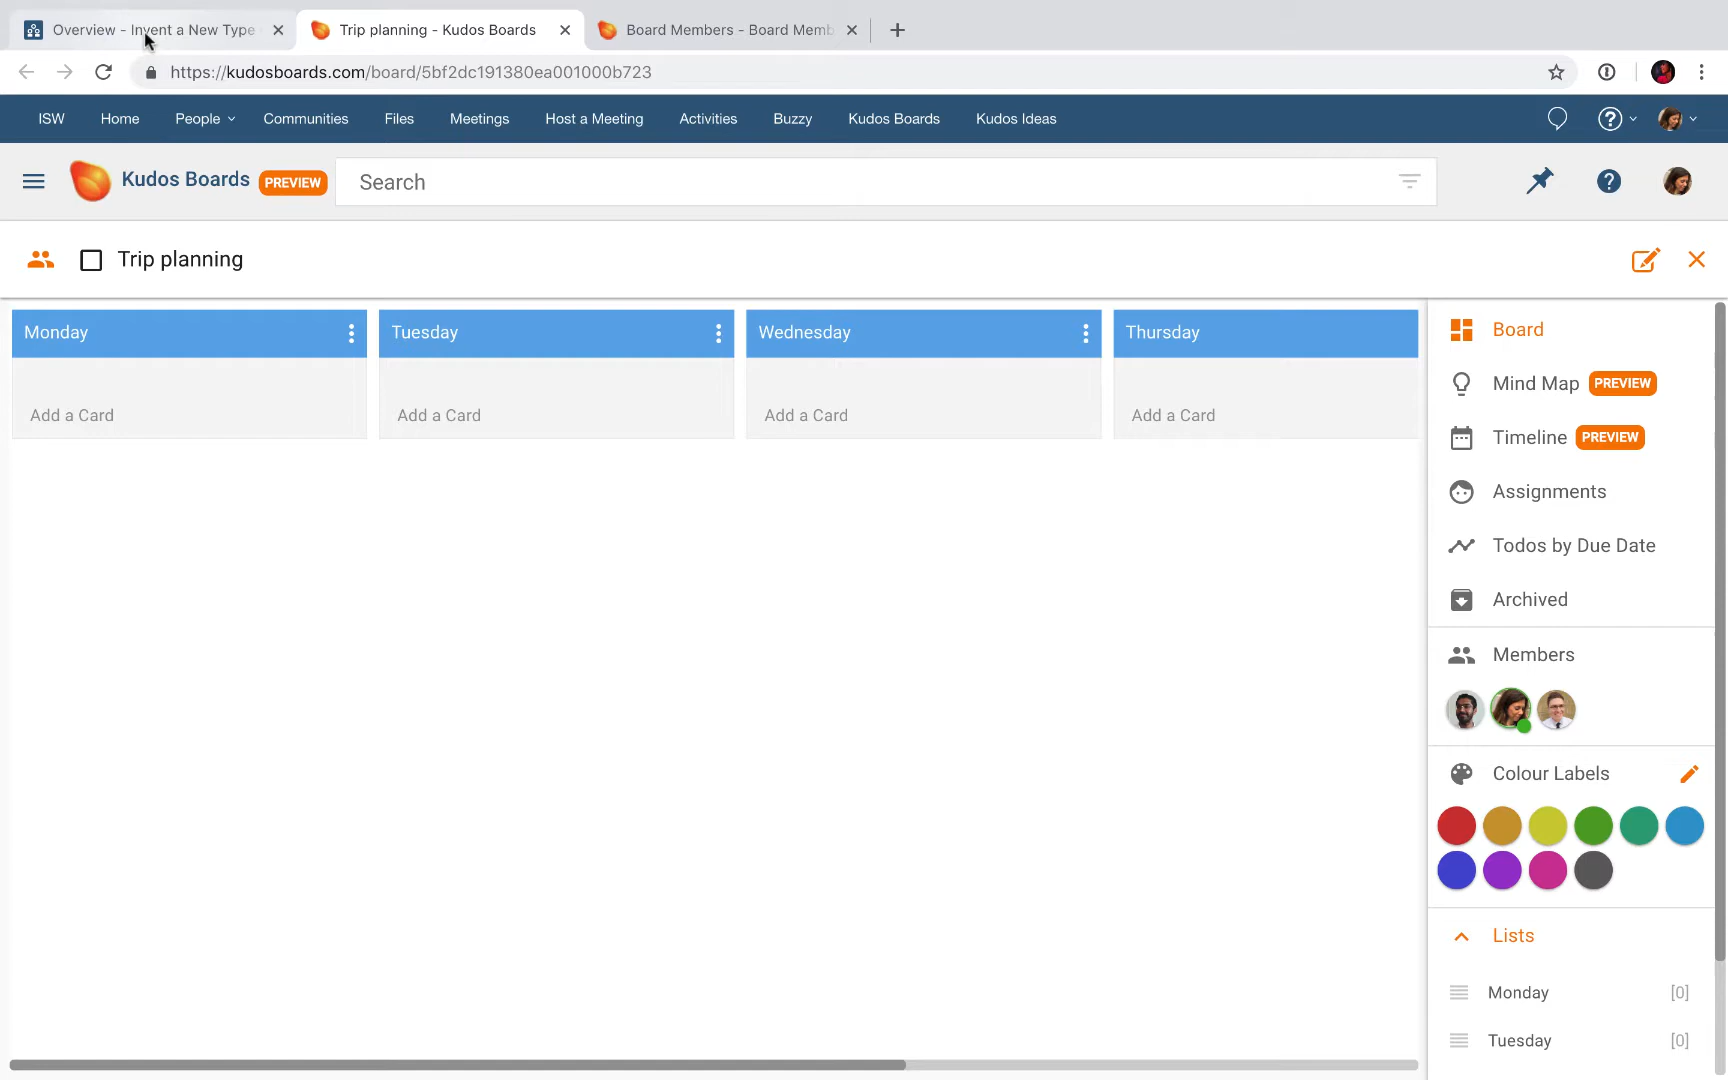 Overview - Invent a New Type
Trip planning - Kudos Boards
Board Members - Board Memb
https://kudosboards.com/board/5bf2dc191380ea001000b723
ISW Home People Communities Files Meetings Host a Meeting Activities Buzzy Kudos Boards Kudos Ideas
Kudos Boards PREVIEW Search
Trip planning
Monday Tuesday Wednesday Thursday
Add a Card Add a Card Add a Card Add a Card
Board
Mind Map PREVIEW
Timeline PREVIEW
Assignments
Todos by Due Date
Archived
Members
Colour Labels
Lists
Monday [0]
Tuesday [0]